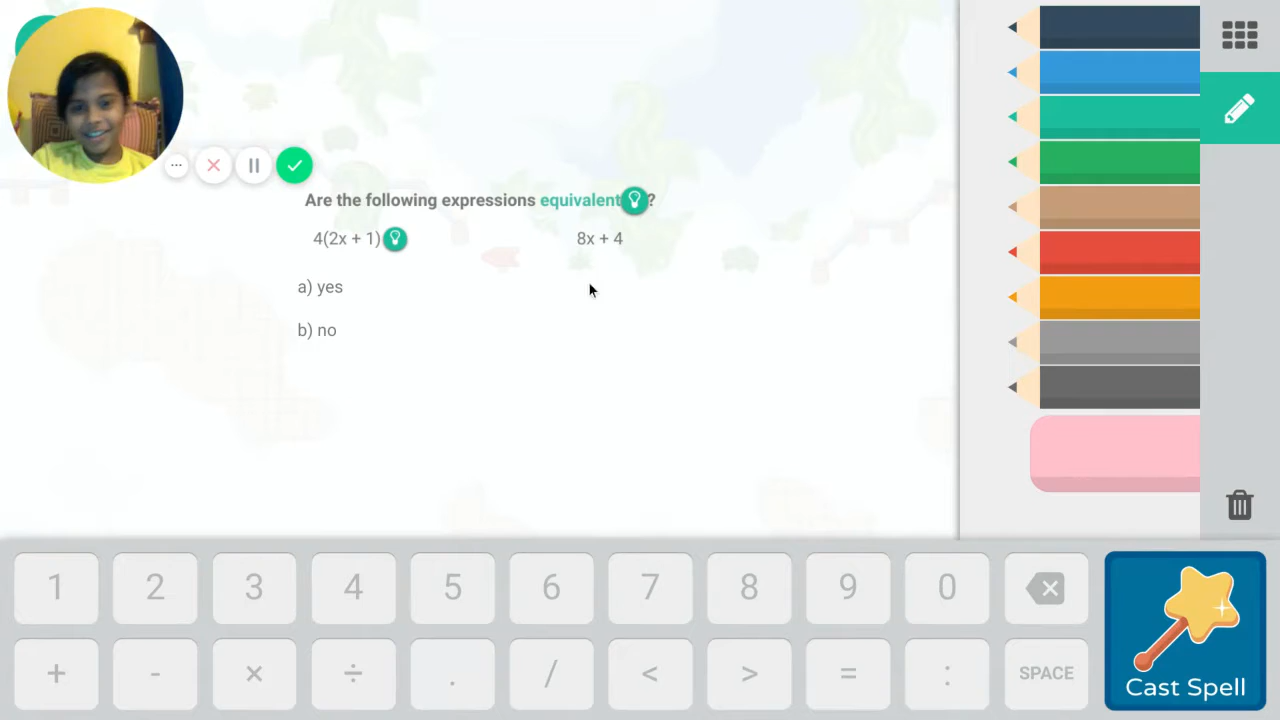 Are the following expressions equivalent?
4(2x + 1) 8x + 4
a) yes
b) no
1 2 3 4 5 6 7 8 9 0
+ - × ÷ . / < > = : SPACE
Cast Spell